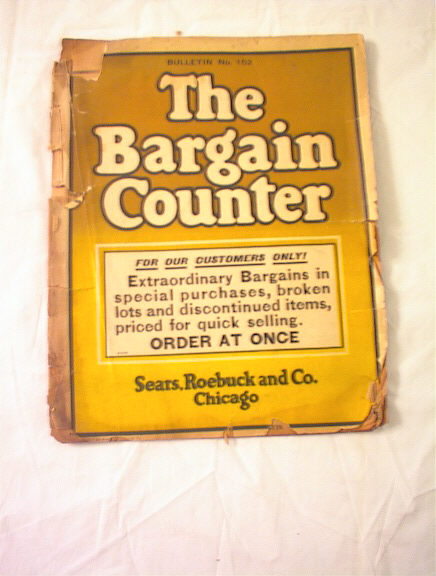 BULLETIN No 152
The
Bargain
Counter
FOR OUR CUSTOMERS ONLY!
Extraordinary Bargains in
special purchases, broken
lots and discontinued items,
priced for quick selling.
ORDER AT ONCE
Sears, Roebuck and Co.
Chicago